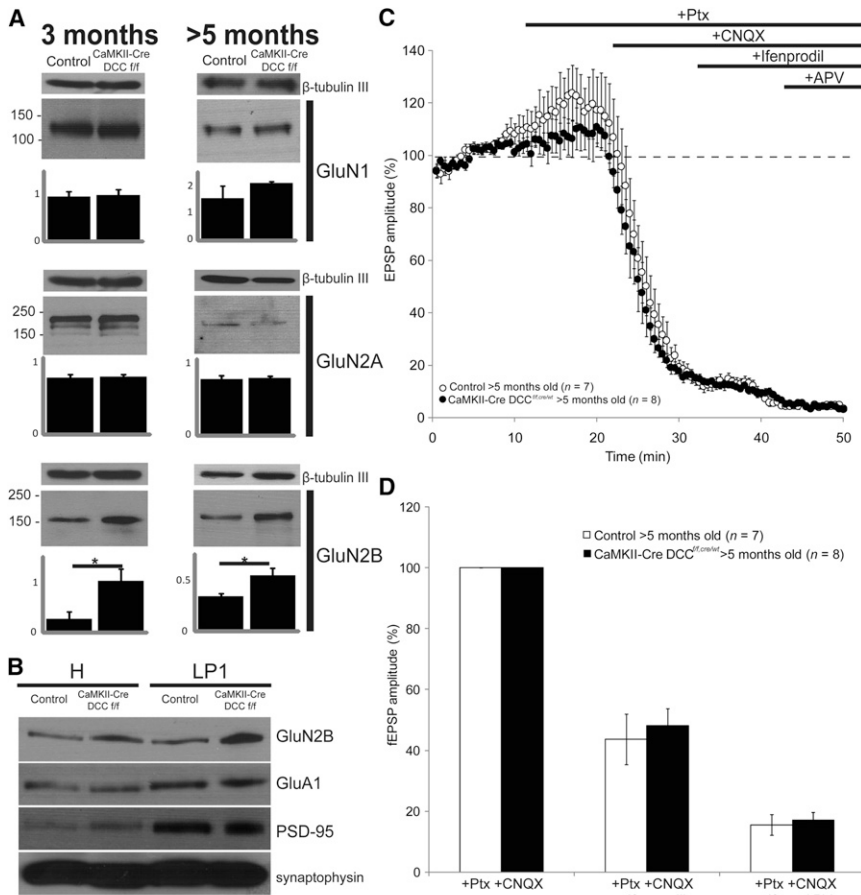 A
3 months
>5 months
Control
CaMKII-Cre
DCC f/f
Control
CaMKII-Cre
DCC f/f
β-tubulin III
150 -
100 -
GluN1
1
0
2
1
0
β-tubulin III
250 -
150 -
GluN2A
1
0
1
0
β-tubulin III
250 -
150 -
GluN2B
*
1
0
*
0.5
0
B
H
LP1
Control
CaMKII-Cre
DCC f/f
Control
CaMKII-Cre
DCC f/f
GluN2B
GluA1
PSD-95
synaptophysin
C
+Ptx
+CNQX
+Ifenprodil
+APV
EPSP amplitude (%)
140
120
100
80
60
40
20
0
0 10 20 30 40 50
Time (min)
Control >5 months old (n = 7)
CaMKII-Cre DCC f/f,cre/wt >5 months old (n = 8)
D
fEPSP amplitude (%)
120
100
80
60
40
20
0
Control >5 months old (n = 7)
CaMKII-Cre DCC f/f,cre/wt >5 months old (n = 8)
+Ptx +CNQX
+Ptx +CNQX
+Ptx +CNQX